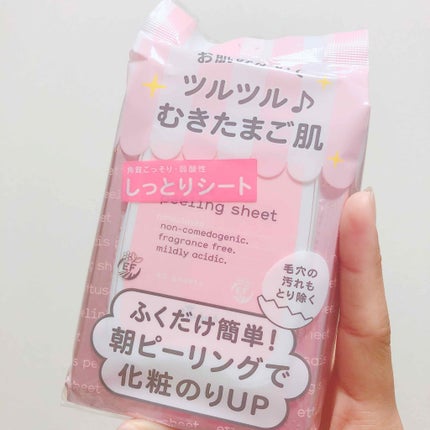 ツルツル♪
むきたまご肌
角質ごっそり・弱酸性
しっとりシート
peeling sheet
non-comedogenic.
fragrance free.
mildly acidic.
EF
毛穴の
汚れも
とり除く
ふくだけ簡単!
朝ピーリングで
化粧のりUP